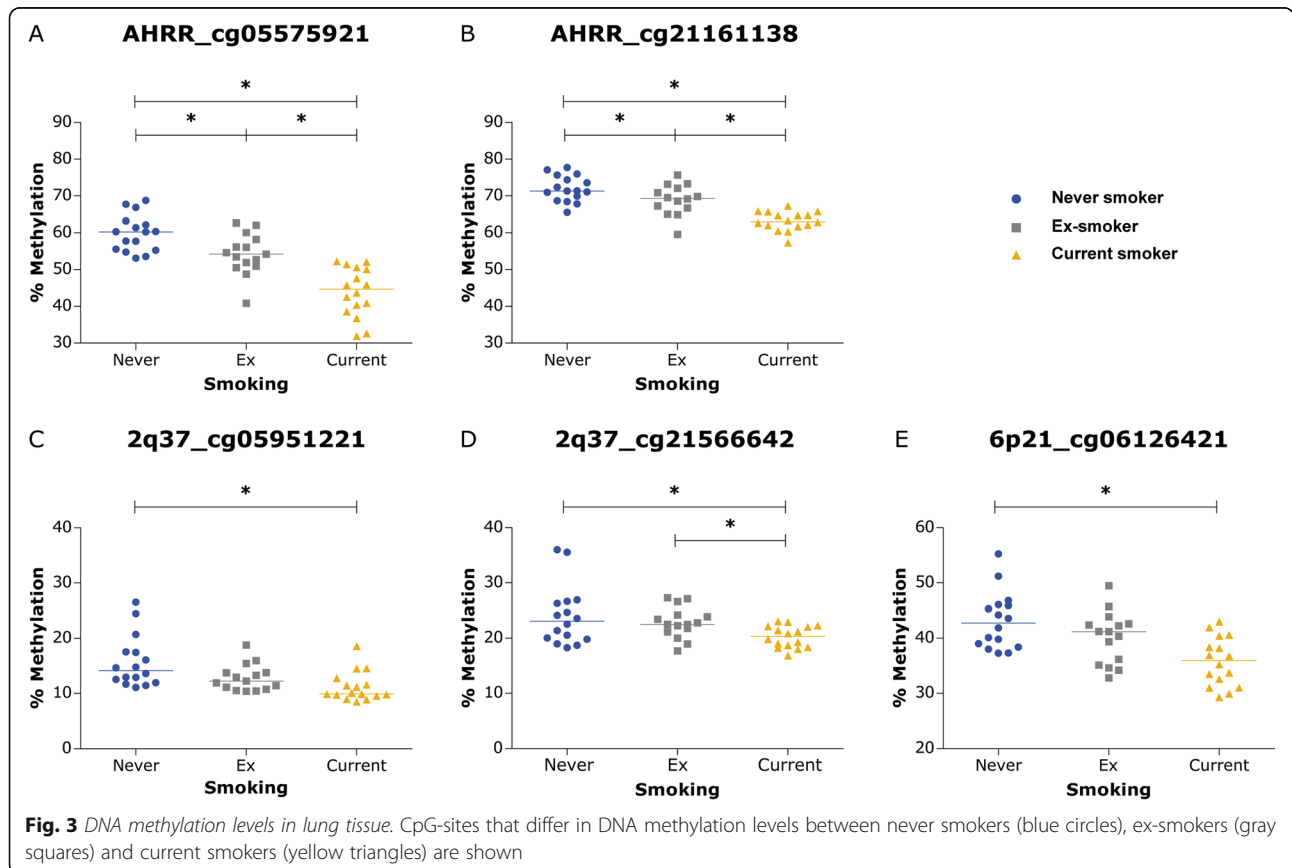 A AHRR_cg05575921
*
* *
90
80
70
60
50
40
30
% Methylation
Never Ex Current
Smoking
B AHRR_cg21161138
*
* *
90
80
70
60
50
40
30
% Methylation
Never Ex Current
Smoking
Never smoker
Ex-smoker
Current smoker
C 2q37_cg05951221
*
40
30
20
10
0
% Methylation
Never Ex Current
Smoking
D 2q37_cg21566642
*
*
40
30
20
10
0
% Methylation
Never Ex Current
Smoking
E 6p21_cg06126421
*
60
50
40
30
20
% Methylation
Never Ex Current
Smoking
Fig. 3 DNA methylation levels in lung tissue. CpG-sites that differ in DNA methylation levels between never smokers (blue circles), ex-smokers (gray
squares) and current smokers (yellow triangles) are shown